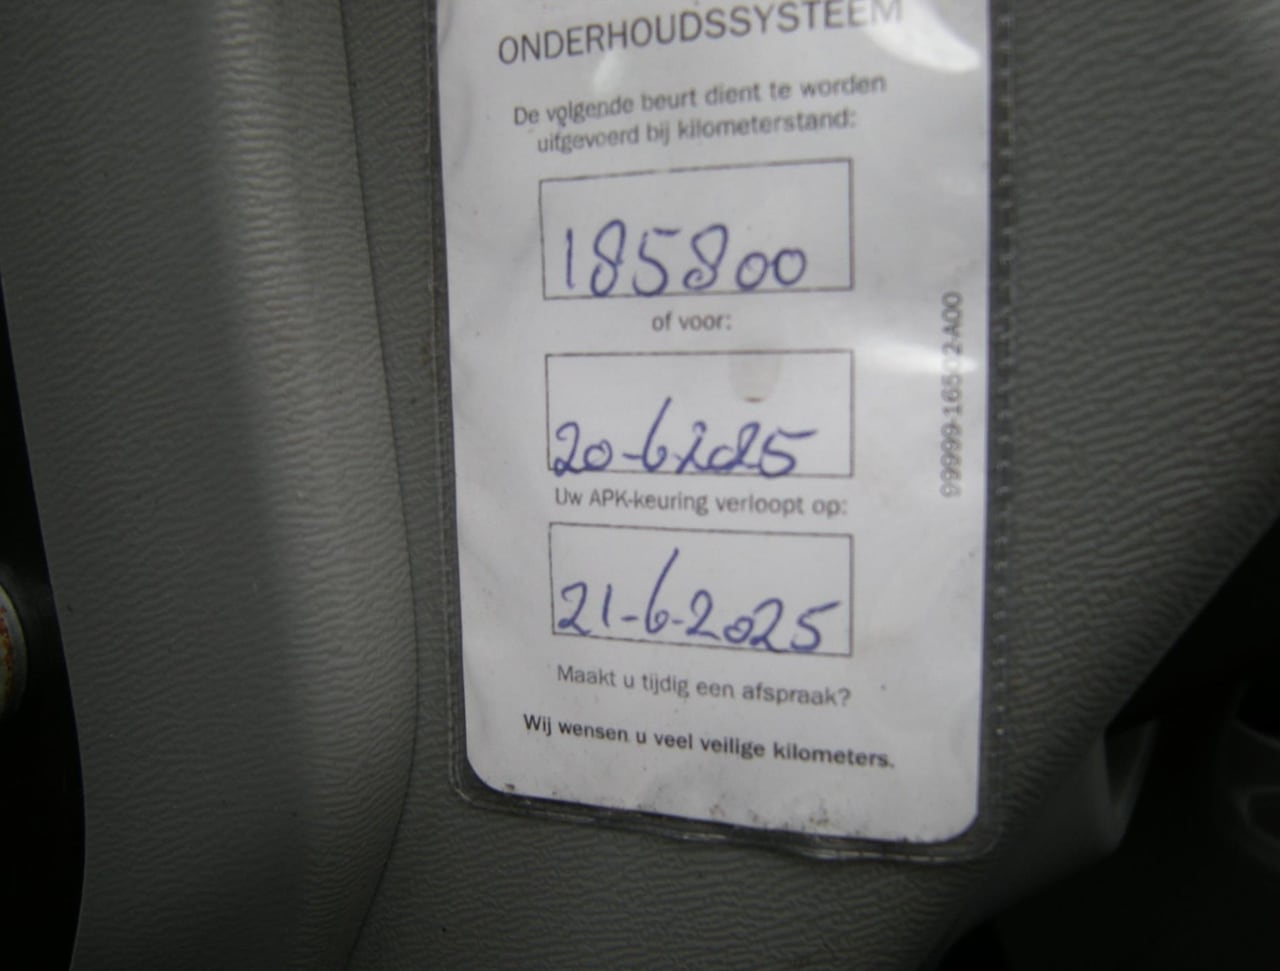 ONDERHOUDSSYSTEEM
De volgende beurt dient te worden
uitgevoerd bij kilometerstand:
185800
of voor:
20-6-2025
Uw APK-keuring verloopt op:
21-6-2025
Maakt u tijdig een afspraak?
Wij wensen u veel veilige kilometers.